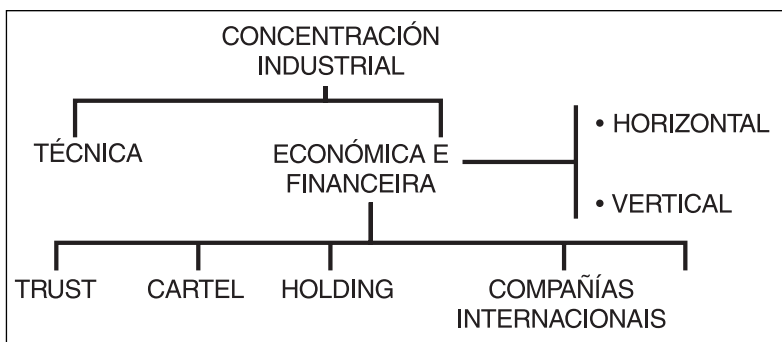 CONCENTRACIÓN
INDUSTRIAL
TÉCNICA
ECONÓMICA E
FINANCEIRA
• HORIZONTAL
• VERTICAL
TRUST
CARTEL
HOLDING
COMPAÑÍAS
INTERNACIONAIS